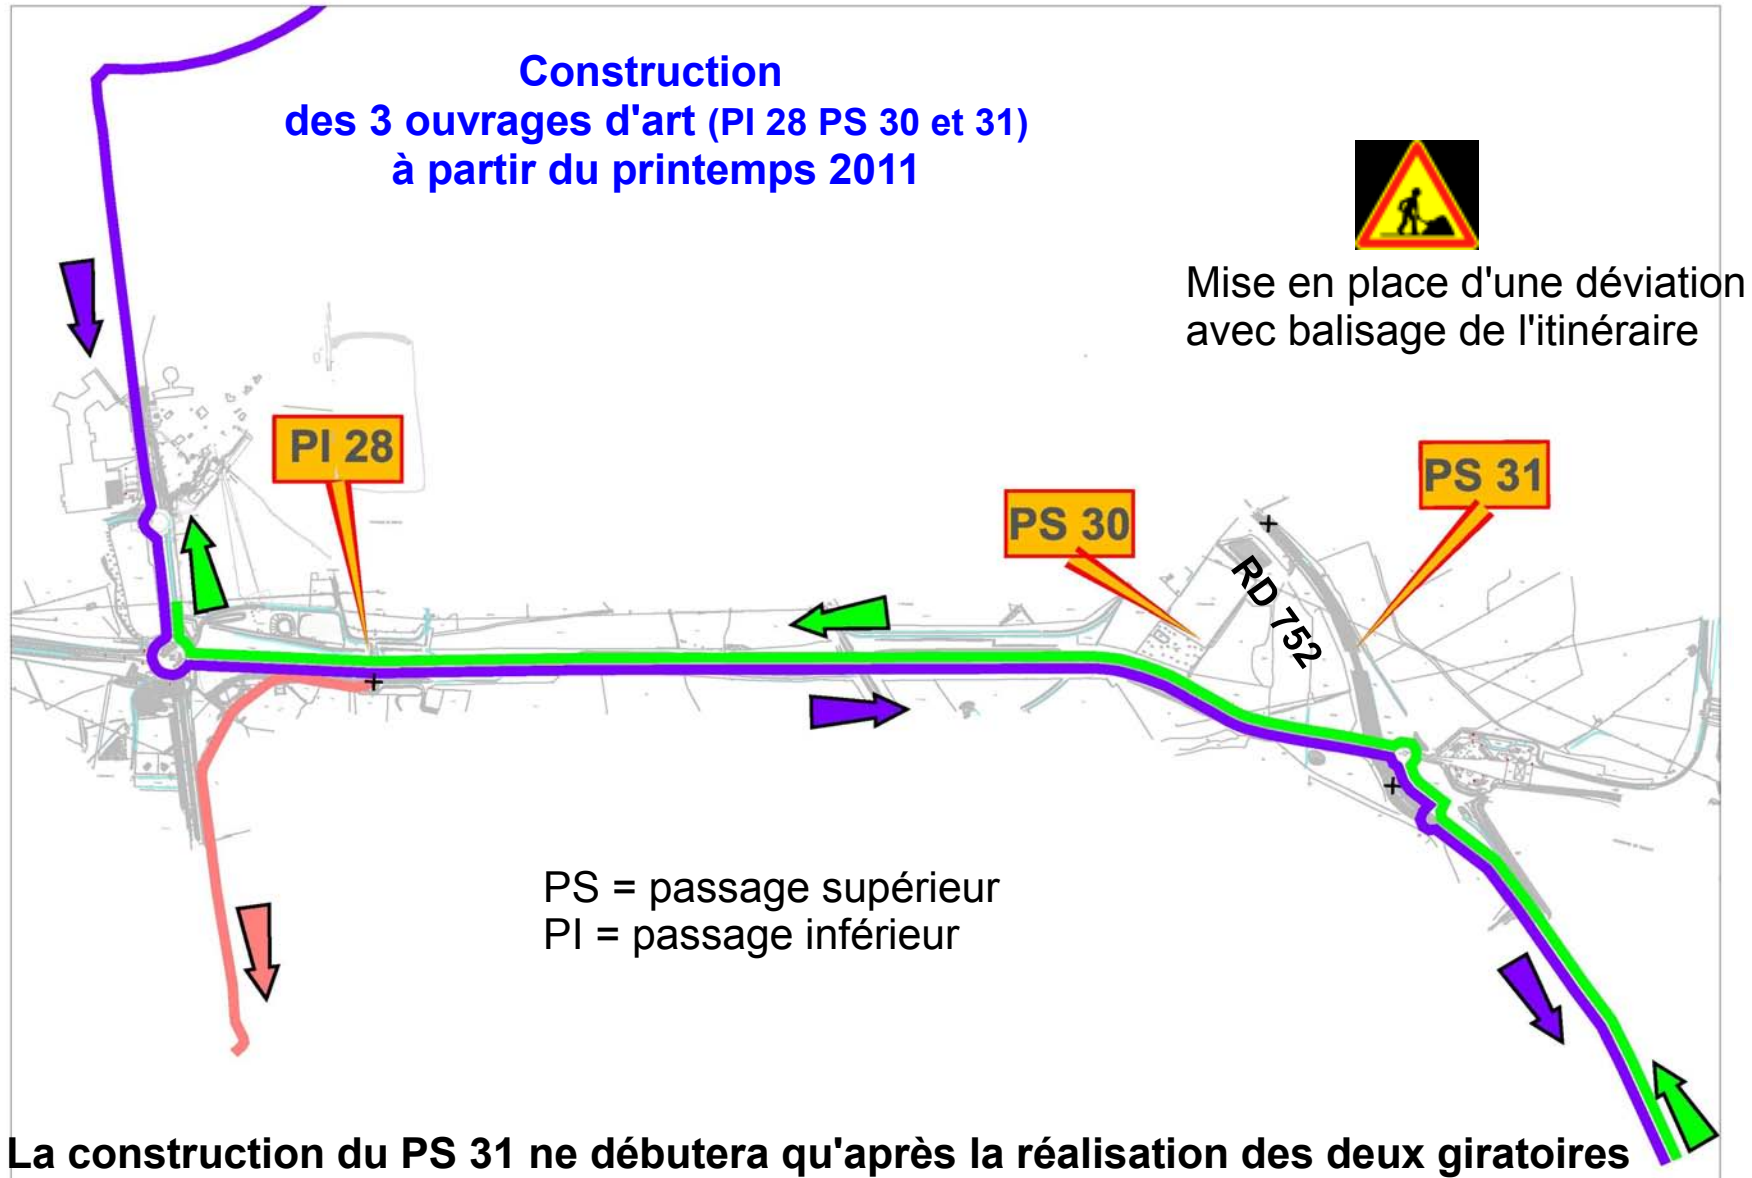 Construction
des 3 ouvrages d'art (PI 28 PS 30 et 31)
à partir du printemps 2011
Mise en place d'une déviation
avec balisage de l'itinéraire
PI 28
PS 30
PS 31
RD 752
PS = passage supérieur
PI = passage inférieur
La construction du PS 31 ne débutera qu'après la réalisation des deux giratoires